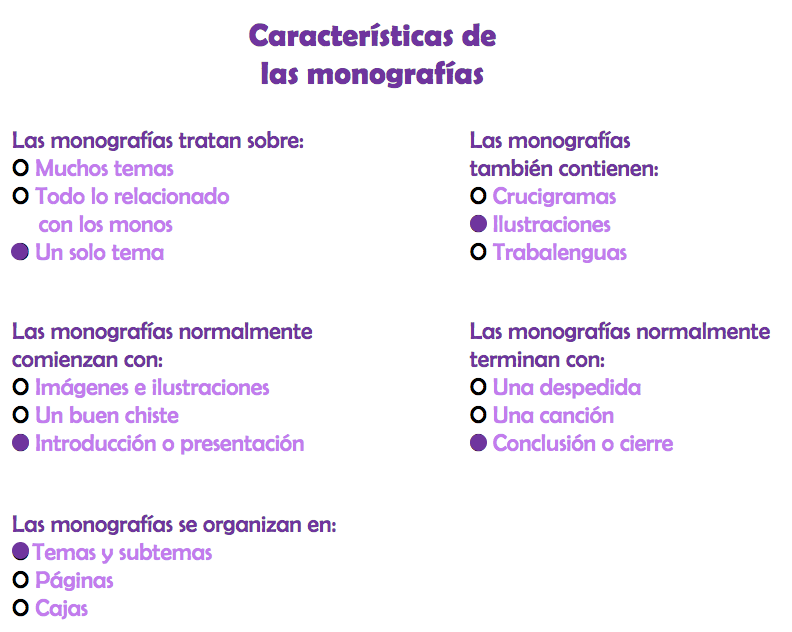 Características de
las monografías
Las monografías tratan sobre:
O Muchos temas
O Todo lo relacionado
con los monos
● Un solo tema
Las monografías
también contienen:
O Crucigramas
● Ilustraciones
O Trabalenguas
Las monografías normalmente
comienzan con:
O Imágenes e ilustraciones
O Un buen chiste
● Introducción o presentación
Las monografías normalmente
terminan con:
O Una despedida
O Una canción
● Conclusión o cierre
Las monografías se organizan en:
● Temas y subtemas
O Páginas
O Cajas